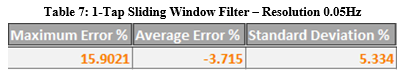 Table 7: 1-Tap Sliding Window Filter – Resolution 0.05Hz
Maximum Error % Average Error % Standard Deviation %
15.9021 -3.715 5.334